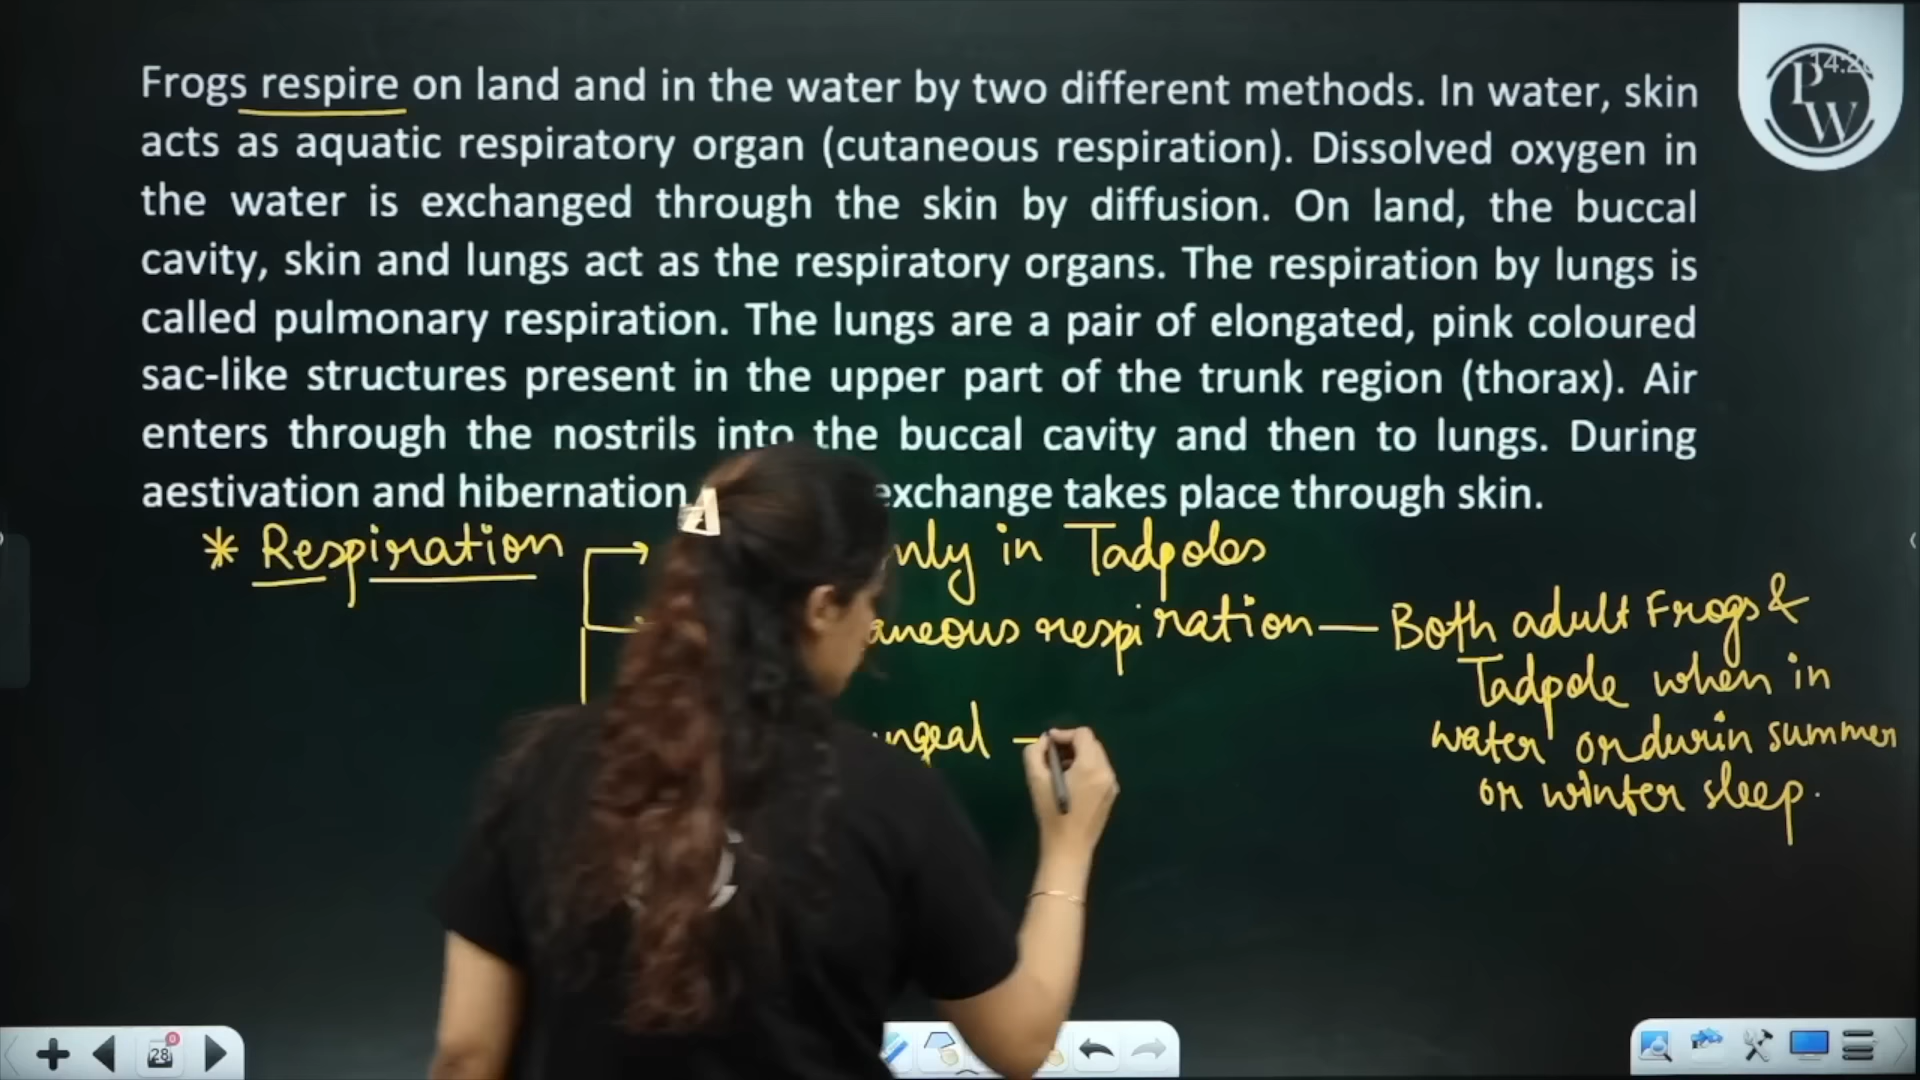 Frogs respire on land and in the water by two different methods. In water, skin
acts as aquatic respiratory organ (cutaneous respiration). Dissolved oxygen in
the water is exchanged through the skin by diffusion. On land, the buccal
cavity, skin and lungs act as the respiratory organs. The respiration by lungs is
called pulmonary respiration. The lungs are a pair of elongated, pink coloured
sac-like structures present in the upper part of the trunk region (thorax). Air
enters through the nostrils into the buccal cavity and then to lungs. During
aestivation and hibernation exchange takes place through skin.
* Respiration nly in Tadpoles
aneous respiration — Both adult Frogs &
Tadpole when in
water or durin summer
or winter sleep.
ngeal —
PW
A
28
0